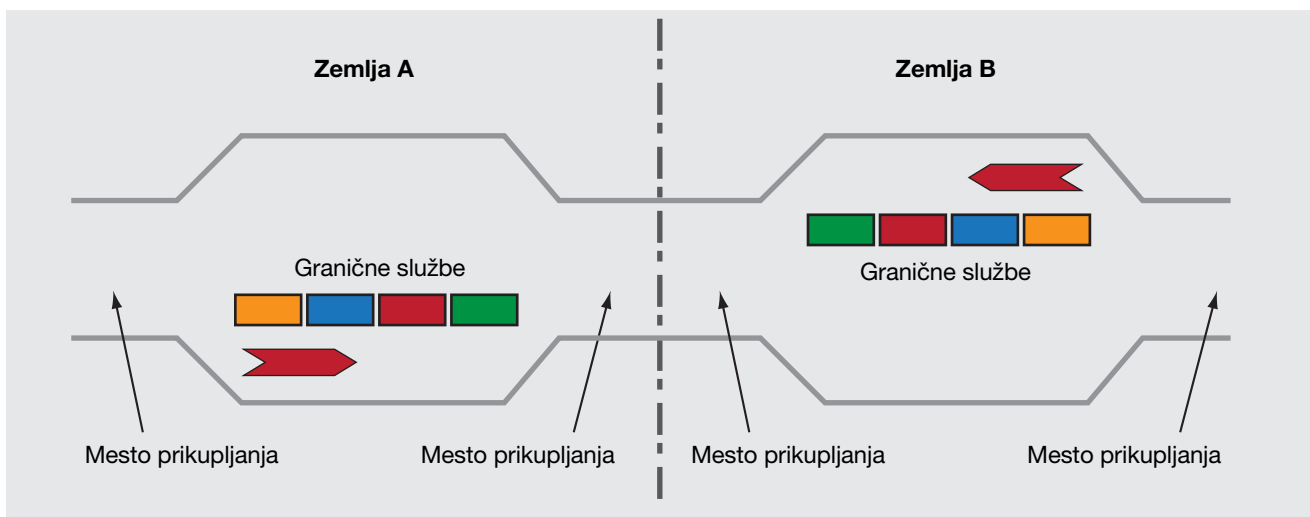 Zemlja A
Zemlja B
Granične službe
Granične službe
Mesto prikupljanja
Mesto prikupljanja
Mesto prikupljanja
Mesto prikupljanja